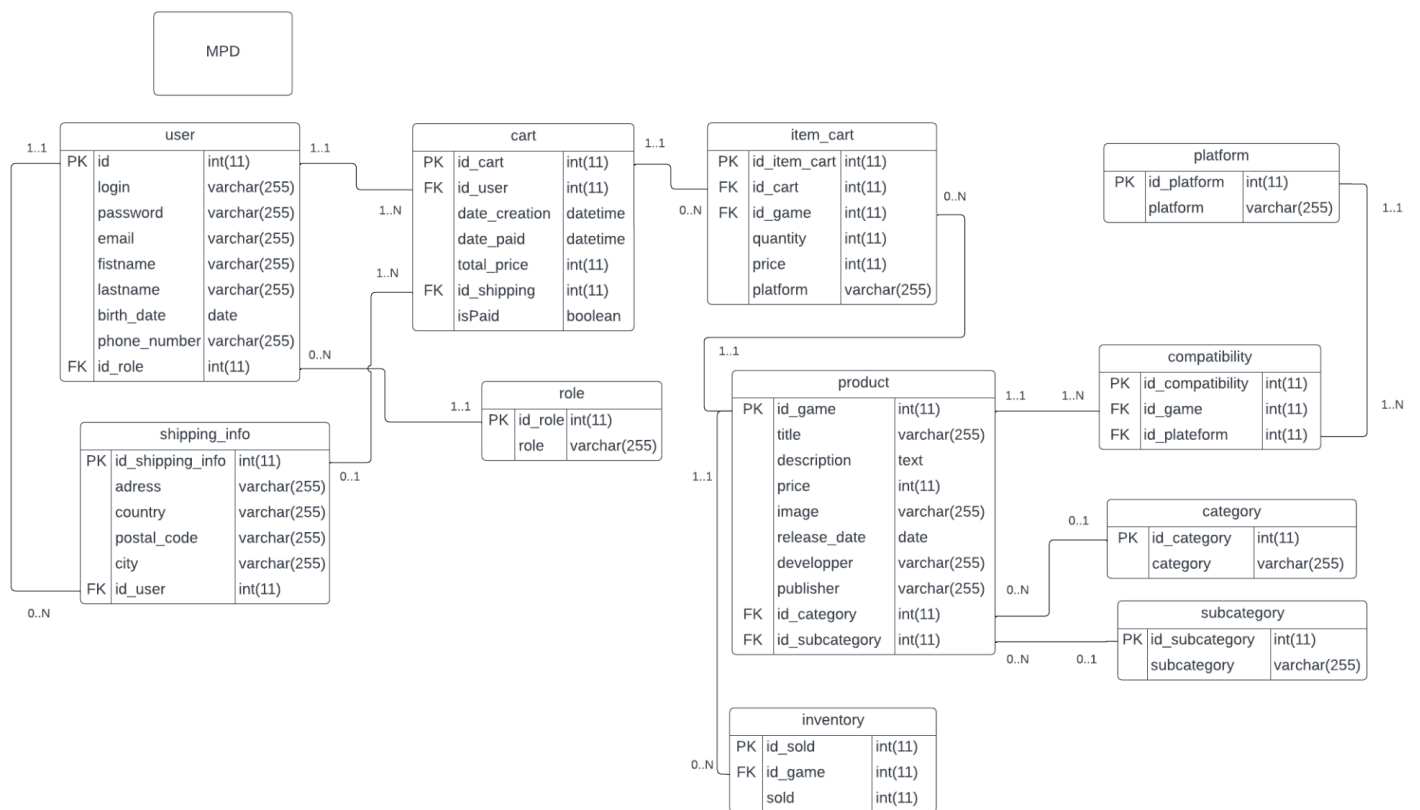 MPD
user
PK id int(11)
login varchar(255)
password varchar(255)
email varchar(255)
fistname varchar(255)
lastname varchar(255)
birth_date date
phone_number varchar(255)
FK id_role int(11)
1..1
0..N
1..1
1..N
0..N
1..1
cart
PK id_cart int(11)
FK id_user int(11)
date_creation datetime
date_paid datetime
total_price int(11)
FK id_shipping int(11)
isPaid boolean
1..N
0..1
1..1
0..N
item_cart
PK id_item_cart int(11)
FK id_cart int(11)
FK id_game int(11)
quantity int(11)
price int(11)
platform varchar(255)
0..N
1..1
platform
PK id_platform int(11)
platform varchar(255)
1..1
1..N
role
PK id_role int(11)
role varchar(255)
shipping_info
PK id_shipping_info int(11)
adress varchar(255)
country varchar(255)
postal_code varchar(255)
city varchar(255)
FK id_user int(11)
product
PK id_game int(11)
title varchar(255)
description text
price int(11)
image varchar(255)
release_date date
developper varchar(255)
publisher varchar(255)
FK id_category int(11)
FK id_subcategory int(11)
1..1
1..N
compatibility
PK id_compatibility int(11)
FK id_game int(11)
FK id_plateform int(11)
0..1
0..N
category
PK id_category int(11)
category varchar(255)
0..N
0..1
subcategory
PK id_subcategory int(11)
subcategory varchar(255)
1..1
0..N
inventory
PK id_sold int(11)
FK id_game int(11)
sold int(11)